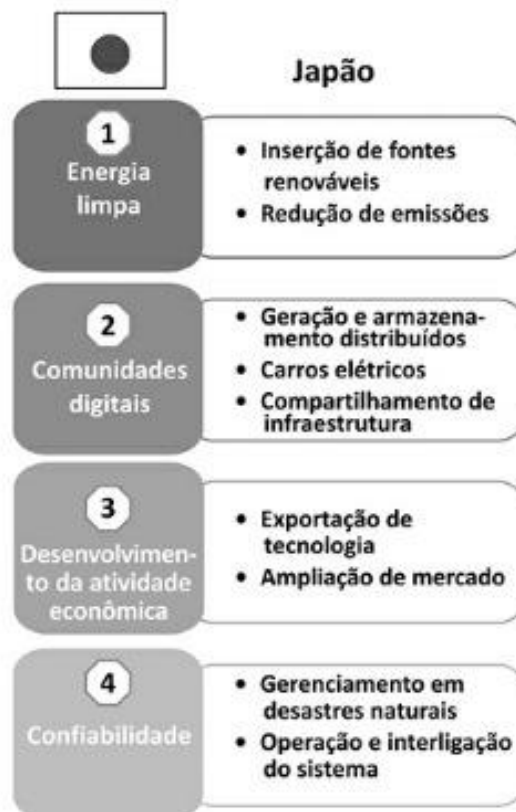 Japão
1
Energia
limpa
• Inserção de fontes
renováveis
• Redução de emissões
2
Comunidades
digitais
• Geração e armazena-
mento distribuídos
• Carros elétricos
• Compartilhamento de
infraestrutura
3
Desenvolvimen-
to da atividade
econômica
• Exportação de
tecnologia
• Ampliação de mercado
4
Confiabilidade
• Gerenciamento em
desastres naturais
• Operação e interligação
do sistema